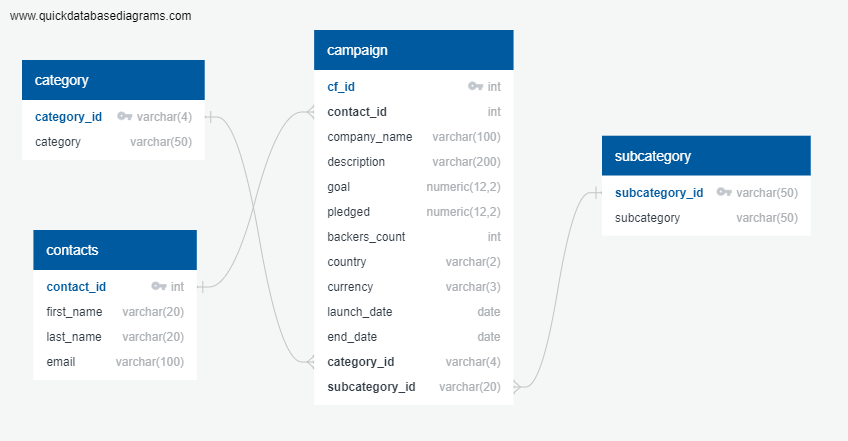 www.quickdatabasediagrams.com
category
category_id varchar(4)
category varchar(50)
contacts
contact_id int
first_name varchar(20)
last_name varchar(20)
email varchar(100)
campaign
cf_id int
contact_id int
company_name varchar(100)
description varchar(200)
goal numeric(12,2)
pledged numeric(12,2)
backers_count int
country varchar(2)
currency varchar(3)
launch_date date
end_date date
category_id varchar(4)
subcategory_id varchar(20)
subcategory
subcategory_id varchar(50)
subcategory varchar(50)